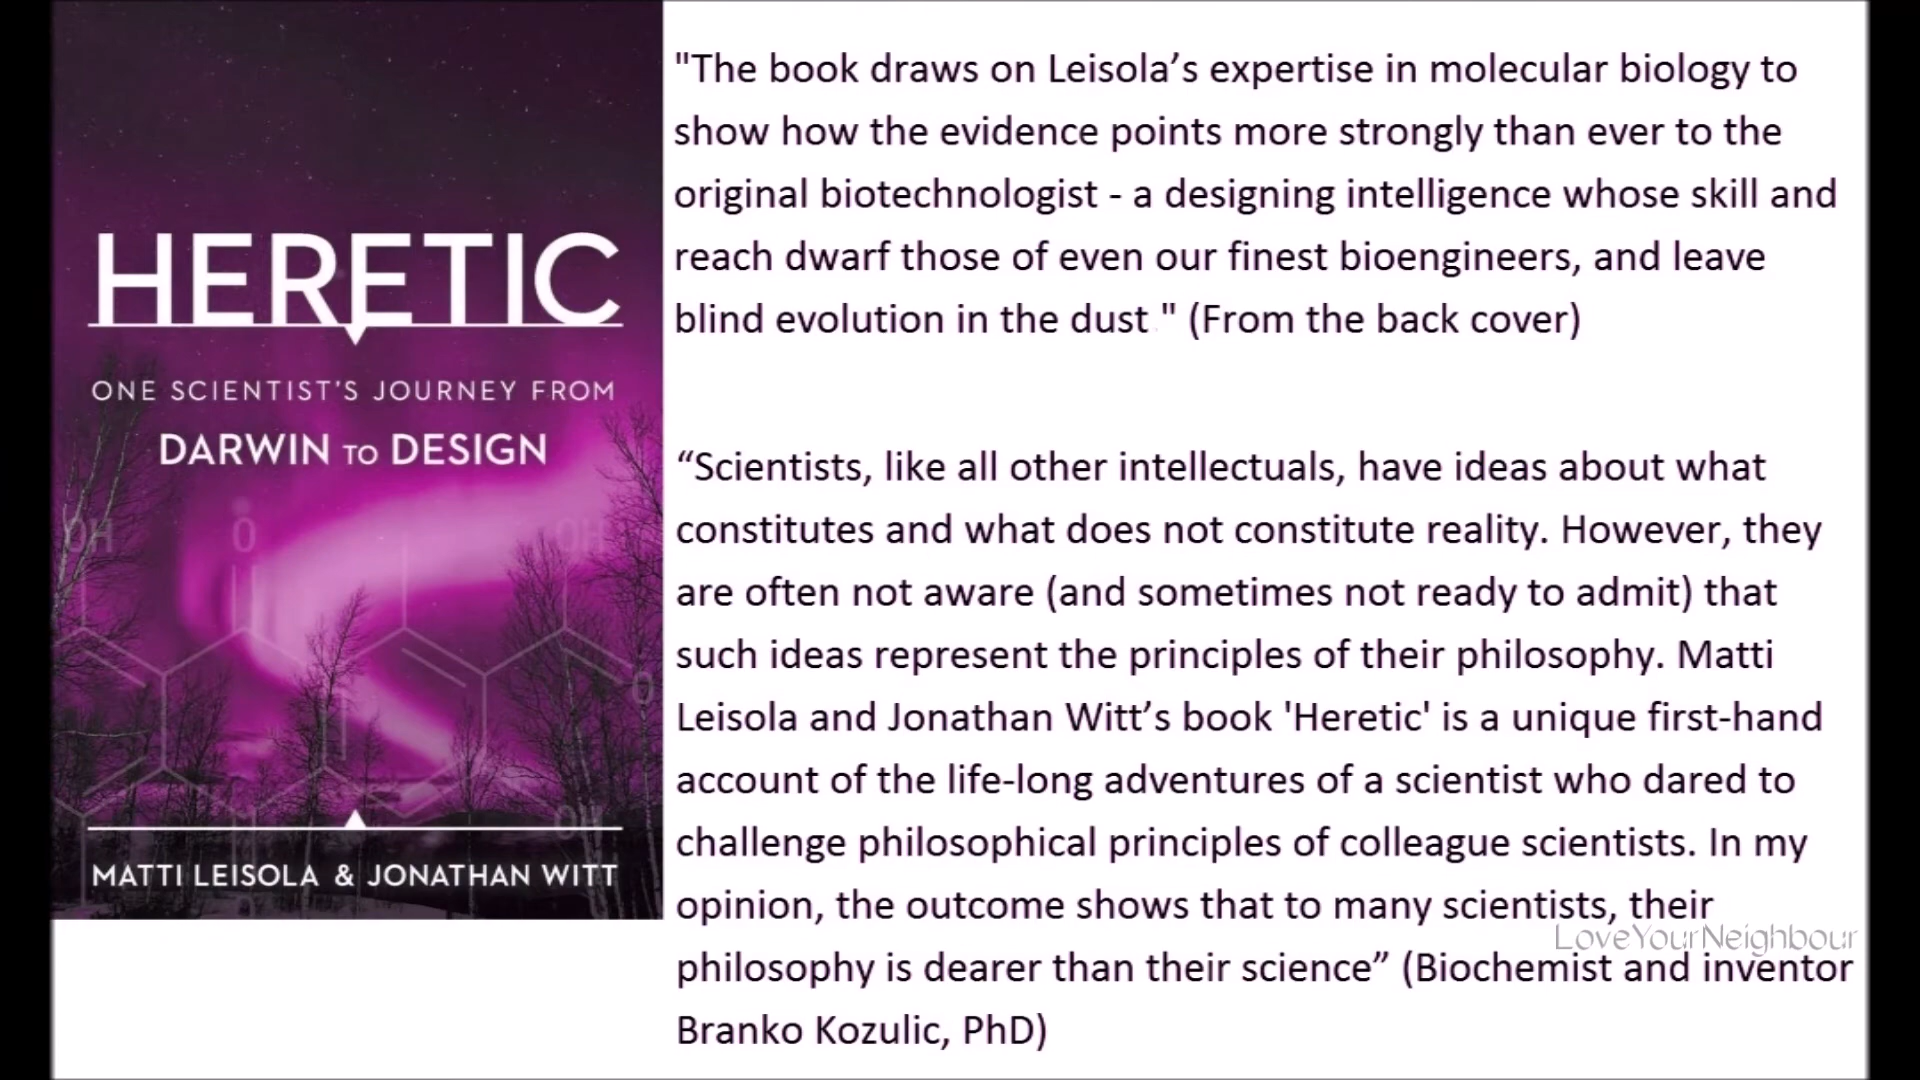 HERETIC
ONE SCIENTIST'S JOURNEY FROM
DARWIN TO DESIGN
OH
O
OH
O
OH
MATTI LEISOLA & JONATHAN WITT
"The book draws on Leisola’s expertise in molecular biology to
show how the evidence points more strongly than ever to the
original biotechnologist - a designing intelligence whose skill and
reach dwarf those of even our finest bioengineers, and leave
blind evolution in the dust " (From the back cover)
“Scientists, like all other intellectuals, have ideas about what
constitutes and what does not constitute reality. However, they
are often not aware (and sometimes not ready to admit) that
such ideas represent the principles of their philosophy. Matti
Leisola and Jonathan Witt’s book 'Heretic' is a unique first-hand
account of the life-long adventures of a scientist who dared to
challenge philosophical principles of colleague scientists. In my
opinion, the outcome shows that to many scientists, their
philosophy is dearer than their science” (Biochemist and inventor
Branko Kozulic, PhD)
LoveYourNeighbour